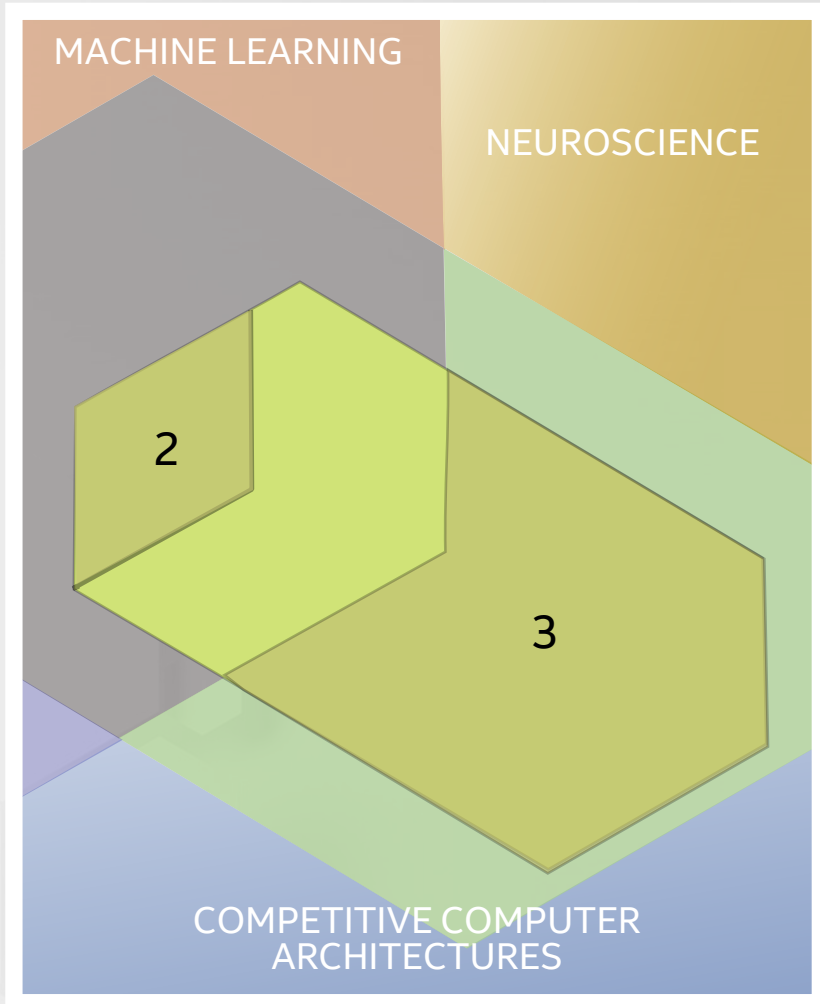 MACHINE LEARNING
NEUROSCIENCE
2
3
COMPETITIVE COMPUTER
ARCHITECTURES